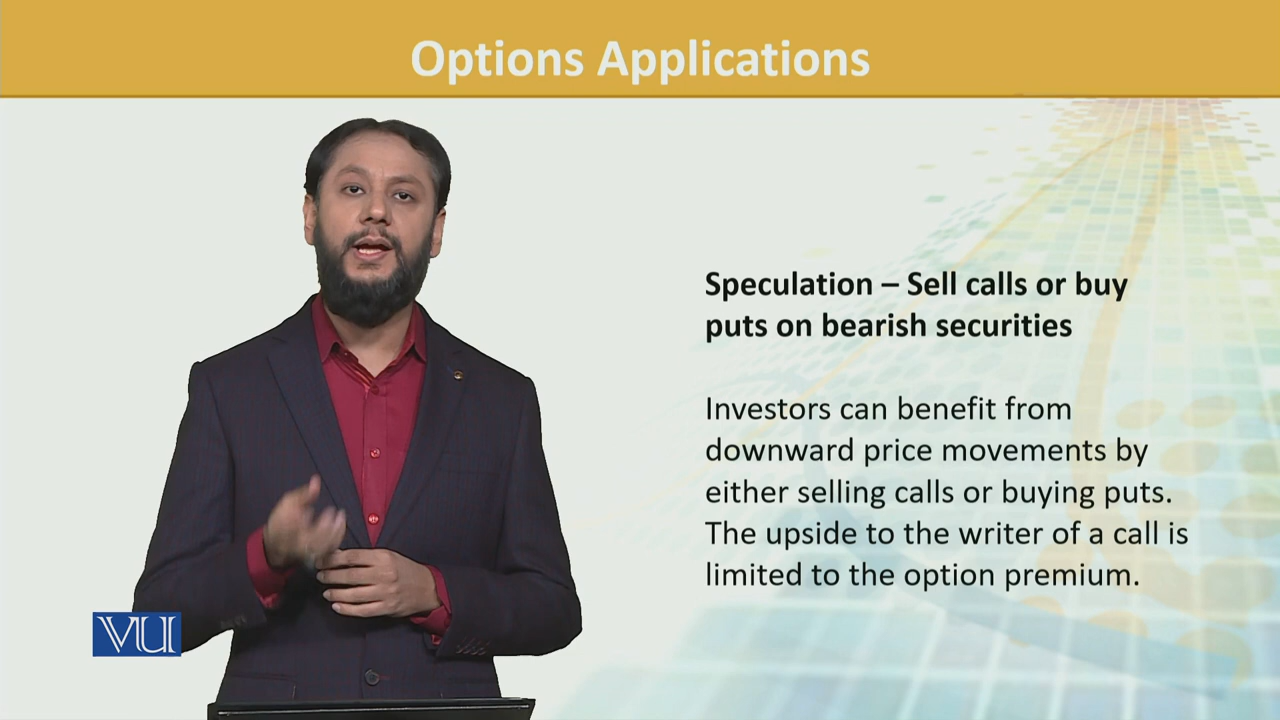 Options Applications
Speculation – Sell calls or buy
puts on bearish securities
Investors can benefit from
downward price movements by
either selling calls or buying puts.
The upside to the writer of a call is
limited to the option premium.
VU